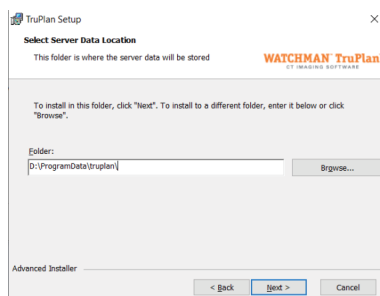 TruPlan Setup
Select Server Data Location
This folder is where the server data will be stored
WATCHMAN™ TruPlan
CT IMAGING SOFTWARE
To install in this folder, click "Next". To install to a different folder, enter it below or click
"Browse".
Folder:
D:\ProgramData\truplan\
Browse...
Advanced Installer
< Back
Next >
Cancel